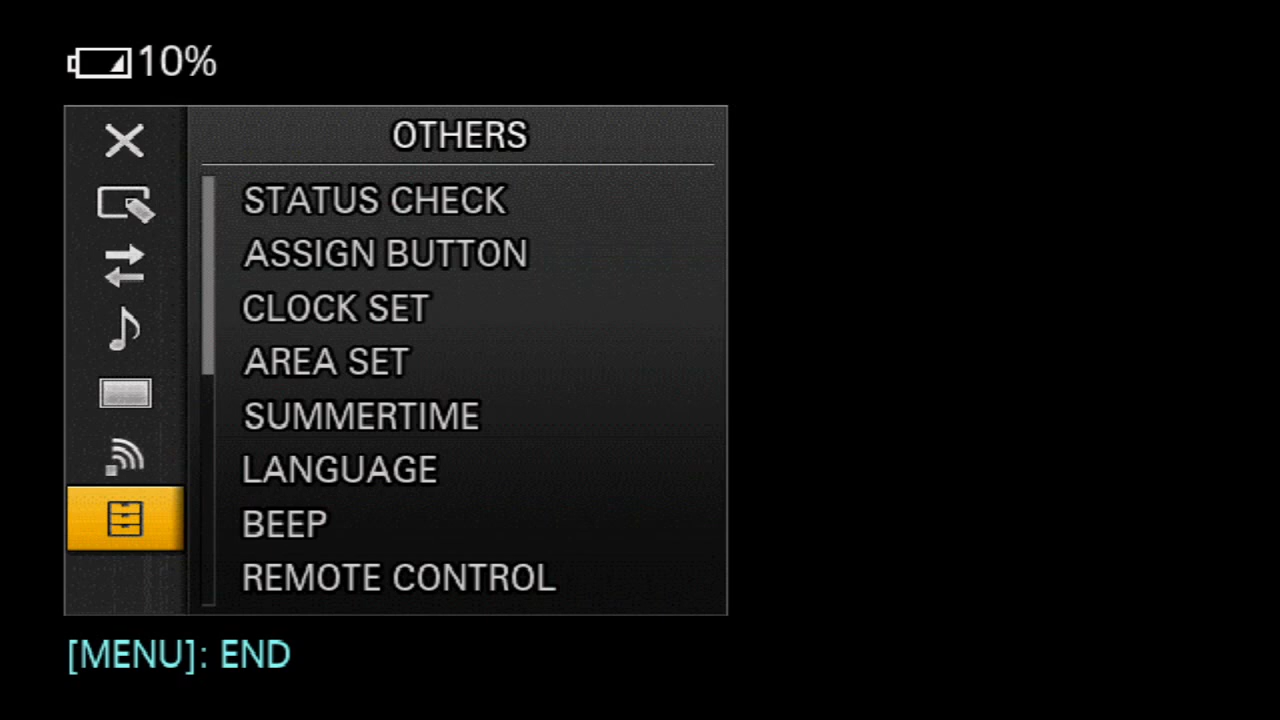 10%
OTHERS
STATUS CHECK
ASSIGN BUTTON
CLOCK SET
AREA SET
SUMMERTIME
LANGUAGE
BEEP
REMOTE CONTROL
[MENU]: END